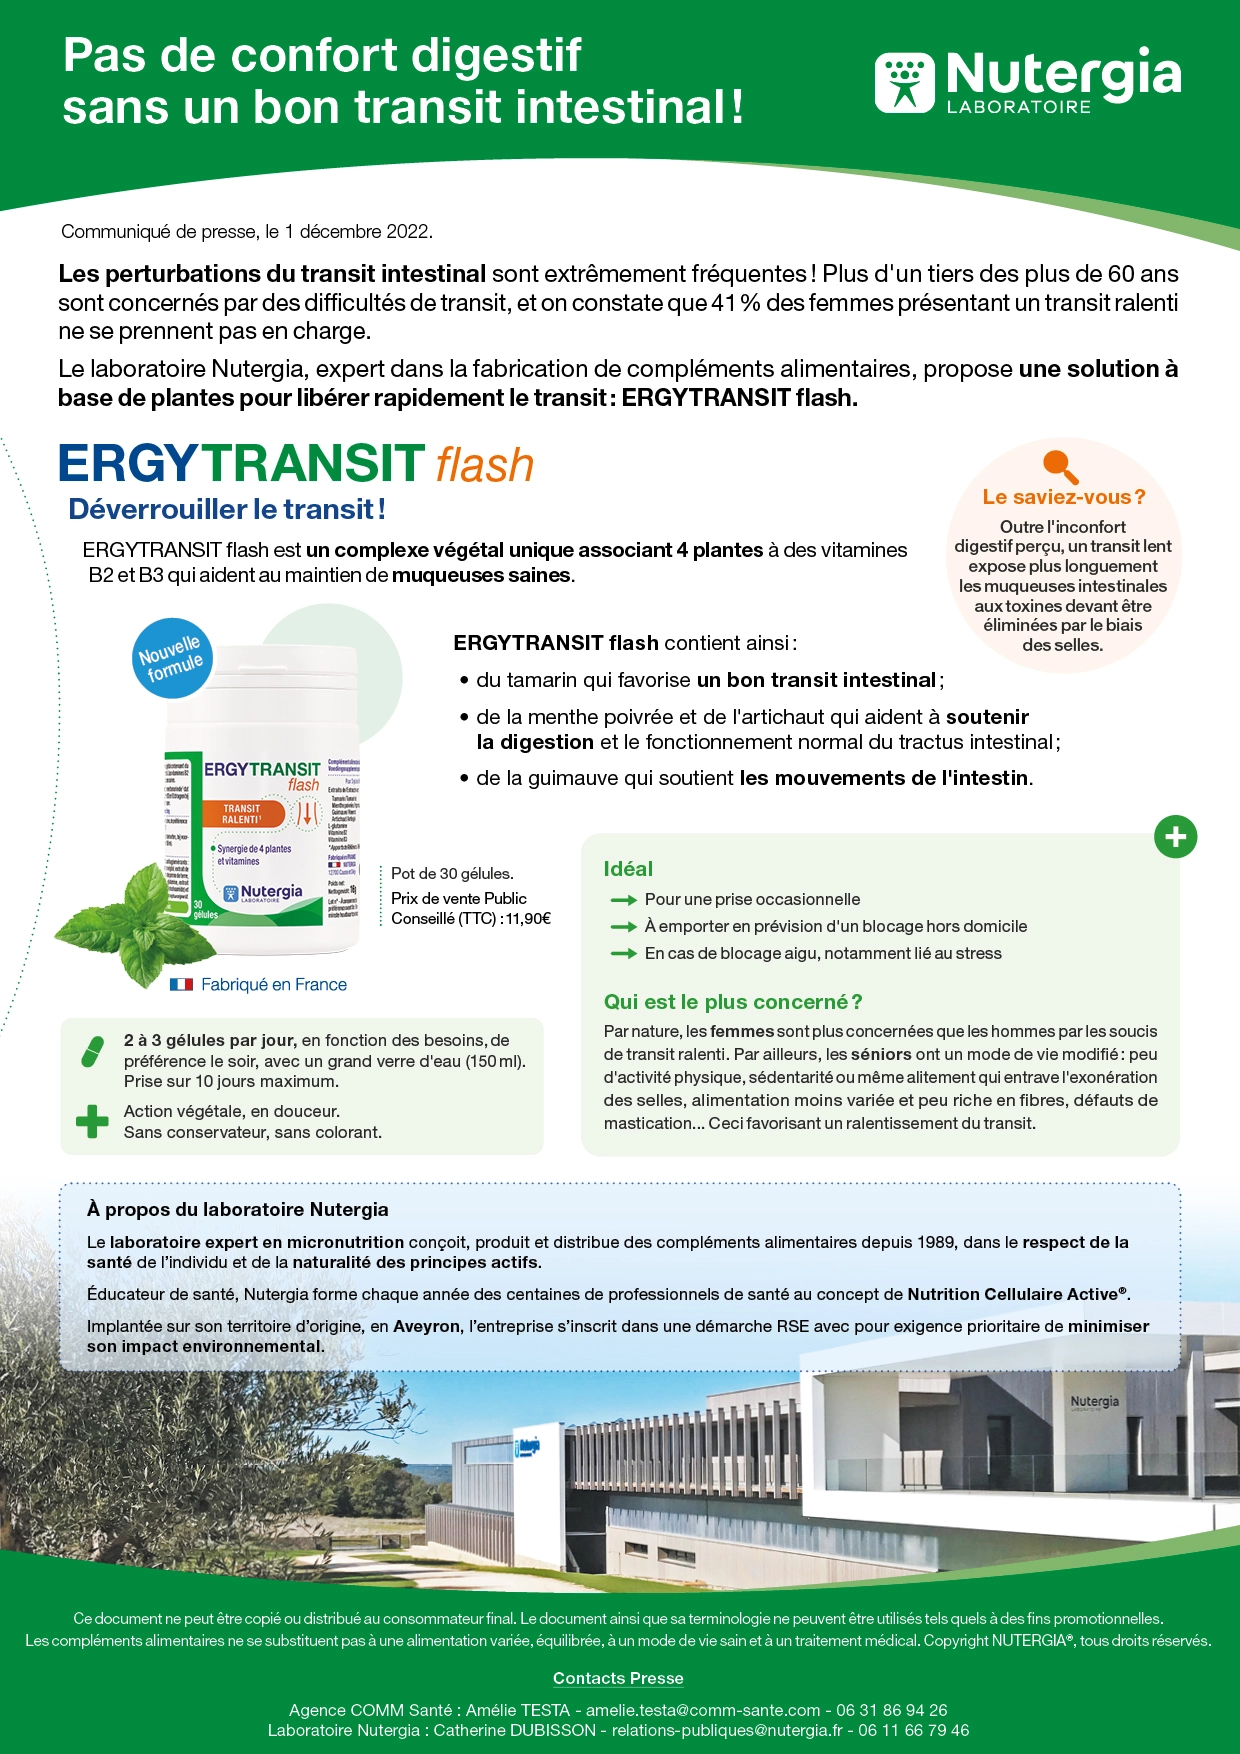 Pas de confort digestif
sans un bon transit intestinal !
Nutergia
LABORATOIRE
Communiqué de presse, le 1 décembre 2022.
Les perturbations du transit intestinal sont extrêmement fréquentes ! Plus d'un tiers des plus de 60 ans
sont concernés par des difficultés de transit, et on constate que 41 % des femmes présentant un transit ralenti
ne se prennent pas en charge.
Le laboratoire Nutergia, expert dans la fabrication de compléments alimentaires, propose une solution à
base de plantes pour libérer rapidement le transit : ERGYTRANSIT flash.
ERGYTRANSIT flash
Déverrouiller le transit !
ERGYTRANSIT flash est un complexe végétal unique associant 4 plantes à des vitamines
B2 et B3 qui aident au maintien de muqueuses saines.
Le saviez-vous ?
Outre l'inconfort
digestif perçu, un transit lent
expose plus longuement
les muqueuses intestinales
aux toxines devant être
éliminées par le biais
des selles.
Nouvelle
formule
ERGYTRANSIT
flash
TRANSIT
RALENTI¹
Synergie de 4 plantes
et vitamines
Nutergia
LABORATOIRE
30
gélules
ERGYTRANSIT flash contient ainsi :
• du tamarin qui favorise un bon transit intestinal ;
• de la menthe poivrée et de l'artichaut qui aident à soutenir
la digestion et le fonctionnement normal du tractus intestinal ;
• de la guimauve qui soutient les mouvements de l'intestin.
Pot de 30 gélules.
Prix de vente Public
Conseillé (TTC) : 11,90€
Fabriqué en France
2 à 3 gélules par jour, en fonction des besoins, de
préférence le soir, avec un grand verre d'eau (150 ml).
Prise sur 10 jours maximum.
Action végétale, en douceur.
Sans conservateur, sans colorant.
Idéal
Pour une prise occasionnelle
À emporter en prévision d'un blocage hors domicile
En cas de blocage aigu, notamment lié au stress
Qui est le plus concerné ?
Par nature, les femmes sont plus concernées que les hommes par les soucis
de transit ralenti. Par ailleurs, les séniors ont un mode de vie modifié : peu
d'activité physique, sédentarité ou même alitement qui entrave l'exonération
des selles, alimentation moins variée et peu riche en fibres, défauts de
mastication... Ceci favorisant un ralentissement du transit.
À propos du laboratoire Nutergia
Le laboratoire expert en micronutrition conçoit, produit et distribue des compléments alimentaires depuis 1989, dans le respect de la
santé de l’individu et de la naturalité des principes actifs.
Éducateur de santé, Nutergia forme chaque année des centaines de professionnels de santé au concept de Nutrition Cellulaire Active®.
Implantée sur son territoire d’origine, en Aveyron, l’entreprise s’inscrit dans une démarche RSE avec pour exigence prioritaire de minimiser
son impact environnemental.
Nutergia
LABORATOIRE
Ce document ne peut être copié ou distribué au consommateur final. Le document ainsi que sa terminologie ne peuvent être utilisés tels quels à des fins promotionnelles.
Les compléments alimentaires ne se substituent pas à une alimentation variée, équilibrée, à un mode de vie sain et à un traitement médical. Copyright NUTERGIA®, tous droits réservés.
Contacts Presse
Agence COMM Santé : Amélie TESTA - amelie.testa@comm-sante.com - 06 31 86 94 26
Laboratoire Nutergia : Catherine DUBISSON - relations-publiques@nutergia.fr - 06 11 66 79 46